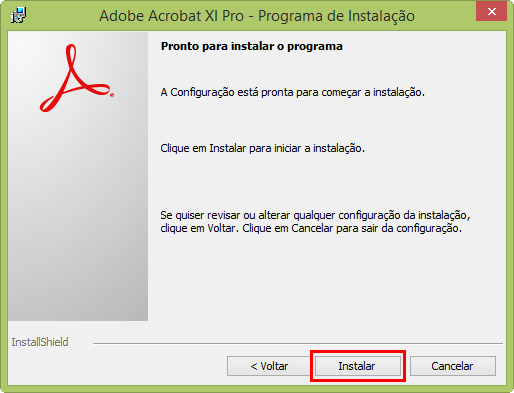 Adobe Acrobat XI Pro - Programa de Instalação
Pronto para instalar o programa
A Configuração está pronta para começar a instalação.
Clique em Instalar para iniciar a instalação.
Se quiser revisar ou alterar qualquer configuração da instalação,
clique em Voltar. Clique em Cancelar para sair da configuração.
InstallShield
< Voltar
Instalar
Cancelar